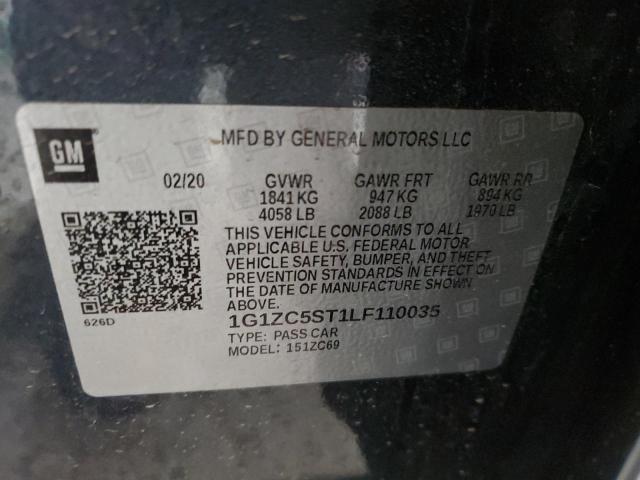 GM
MFD BY GENERAL MOTORS LLC
02/20 GVWR GAWR FRT GAWR RR
1841 KG 947 KG 894 KG
4058 LB 2088 LB 1970 LB
THIS VEHICLE CONFORMS TO ALL
APPLICABLE U.S. FEDERAL MOTOR
VEHICLE SAFETY, BUMPER, AND THEFT
PREVENTION STANDARDS IN EFFECT ON
THE DATE OF MANUFACTURE SHOWN
ABOVE.
626D
1G1ZC5ST1LF110035
TYPE: PASS CAR
MODEL: 151ZC69